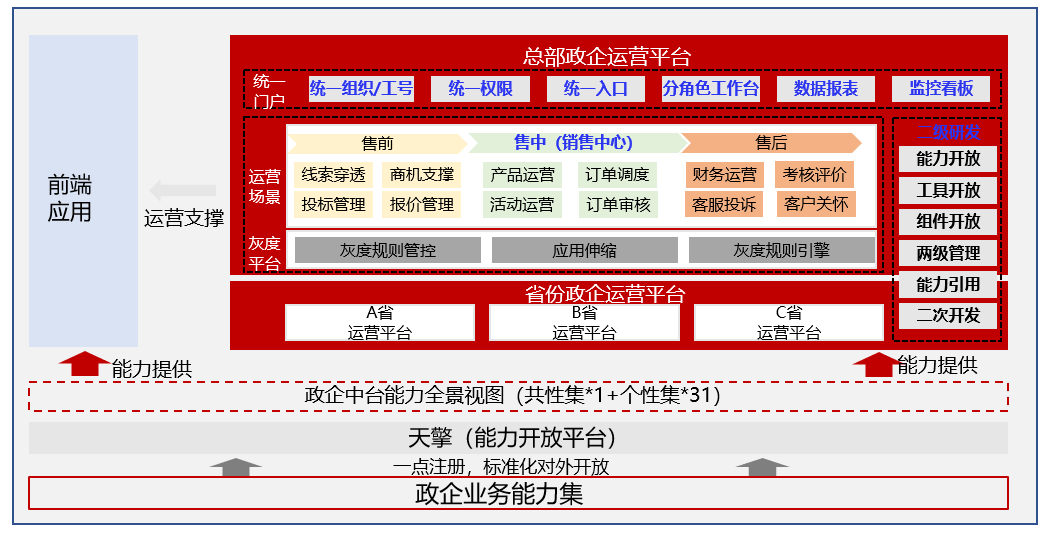 总部政企运营平台
统一
门户
统一组织/工号
统一权限
统一入口
分角色工作台
数据报表
监控看板
前端
应用
运营支撑
运营
场景
售前
售中（销售中心）
售后
线索穿透
商机支撑
产品运营
订单调度
财务运营
考核评价
投标管理
报价管理
活动运营
订单审核
客服投诉
客户关怀
灰度
平台
灰度规则管控
应用伸缩
灰度规则引擎
二级研发
能力开放
工具开放
组件开放
两级管理
能力引用
二次开发
省份政企运营平台
A省
运营平台
B省
运营平台
C省
运营平台
能力提供
能力提供
政企中台能力全景视图（共性集*1+个性集*31）
天擎（能力开放平台）
一点注册，标准化对外开放
政企业务能力集